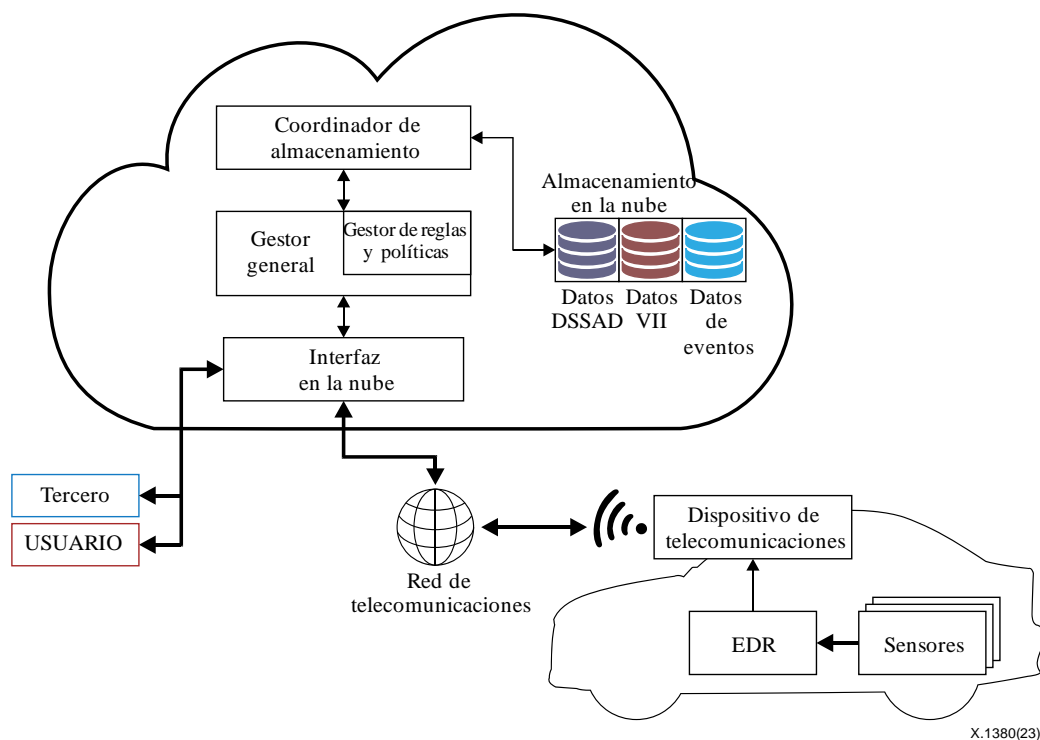 Coordinador de
almacenamiento
Almacenamiento
en la nube
Gestor
general
Gestor de reglas
y políticas
Datos
DSSAD
Datos
VII
Datos
de
eventos
Interfaz
en la nube
Tercero
USUARIO
Red de
telecomunicaciones
Dispositivo de
telecomunicaciones
EDR
Sensores
X.1380(23)